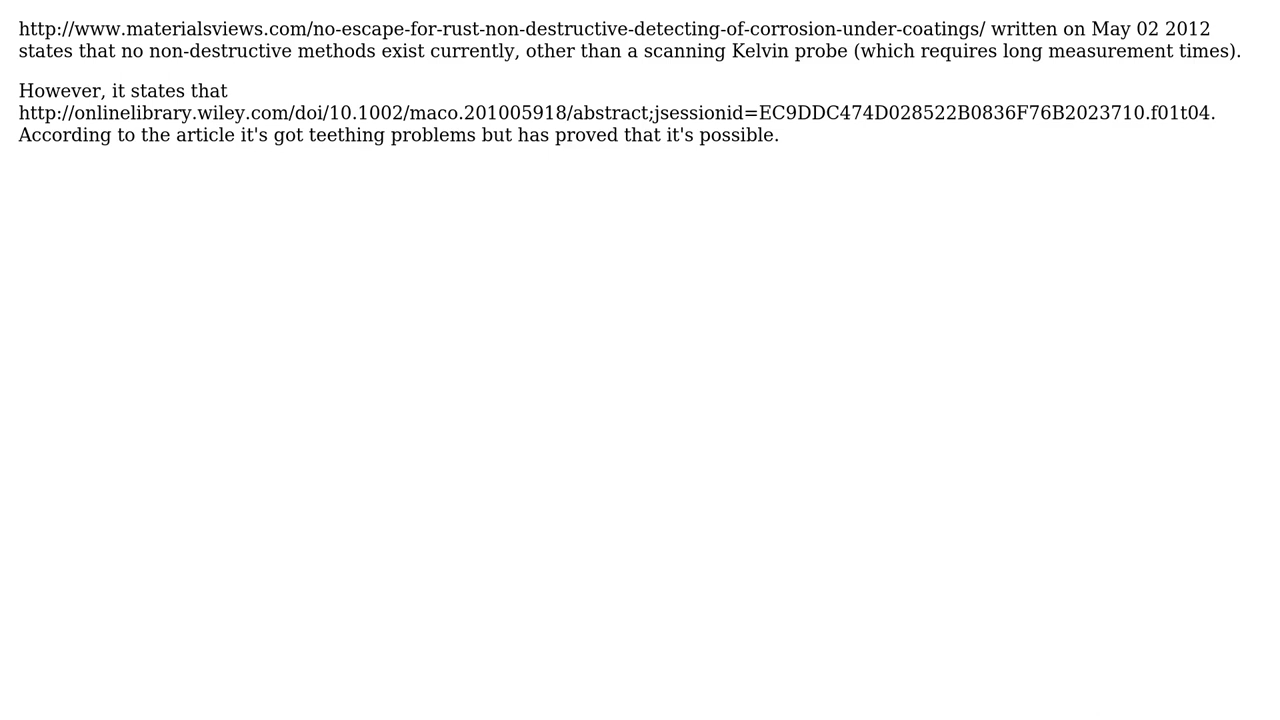 http://www.materialsviews.com/no-escape-for-rust-non-destructive-detecting-of-corrosion-under-coatings/ written on May 02 2012
states that no non-destructive methods exist currently, other than a scanning Kelvin probe (which requires long measurement times).
However, it states that
http://onlinelibrary.wiley.com/doi/10.1002/maco.201005918/abstract;jsessionid=EC9DDC474D028522B0836F76B2023710.f01t04.
According to the article it's got teething problems but has proved that it's possible.